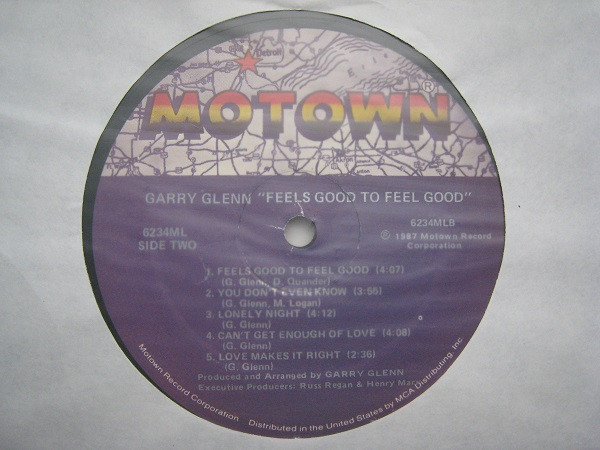 Detroit
MOTOWN®
GARRY GLENN "FEELS GOOD TO FEEL GOOD"
6234ML
SIDE TWO
6234MLB
Ⓟ 1987 Motown Record
Corporation
1. FEELS GOOD TO FEEL GOOD (4:07)
(G. Glenn, D. Quander)
2. YOU DON'T EVEN KNOW (3:55)
(G. Glenn, M. Logan)
3. LONELY NIGHT (4:12)
(G. Glenn)
4. CAN'T GET ENOUGH OF LOVE (4:08)
(G. Glenn)
5. LOVE MAKES IT RIGHT (2:36)
(G. Glenn)
Produced and Arranged by GARRY GLENN
Executive Producers: Russ Regan & Henry
Motown Record Corporation Distributed in the United States by MCA Distributing Inc.